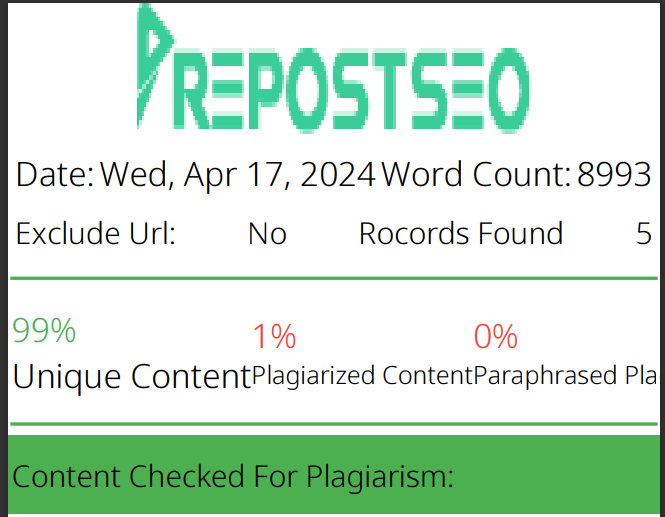 PREPOSTSEO
Date: Wed, Apr 17, 2024 Word Count: 8993
Exclude Url: No Rocords Found 5
99% 1% 0%
Unique Content Plagiarized Content Paraphrased Pla
Content Checked For Plagiarism: